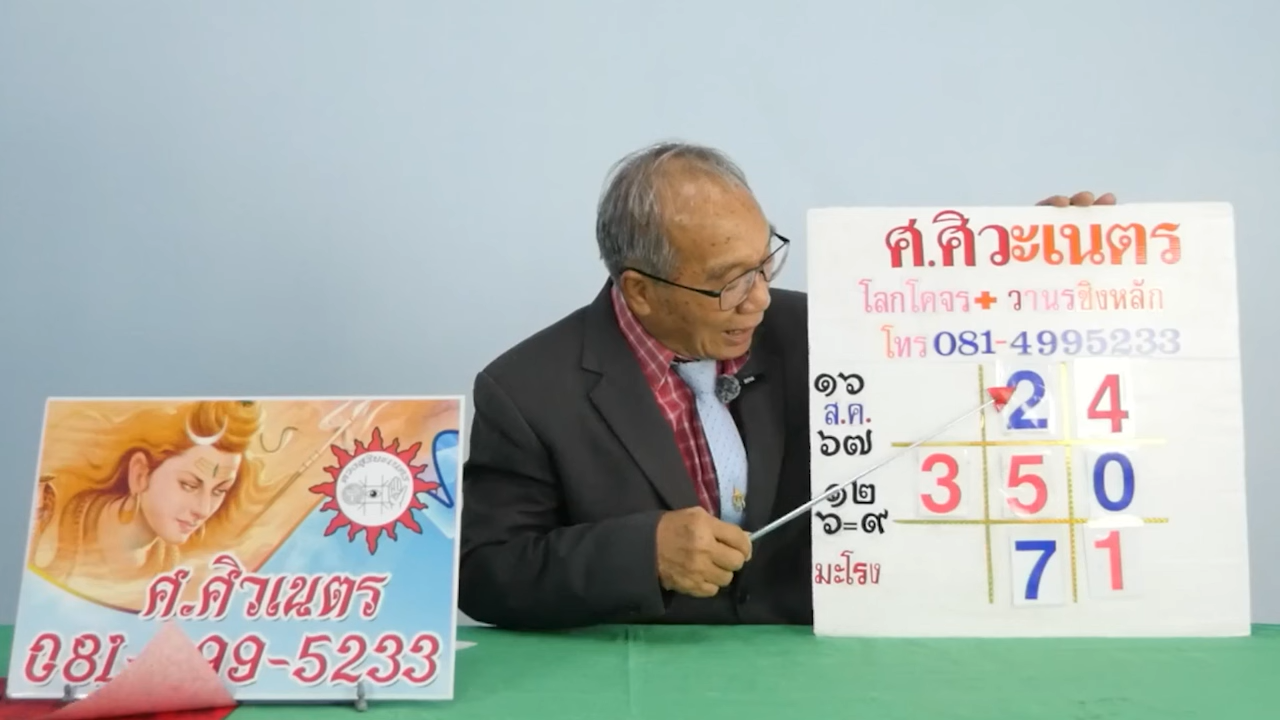 ศ.ศิวะเนตร
โลกโคจร+ วานรชิงหลัก
โทร 081-4995233
๑๖
ส.ค.
๖๗
๑๒
๖=๙
มะโรง
2 4
3 5 0
7 1
ศ.ศิวเนตร
081- 99-5233